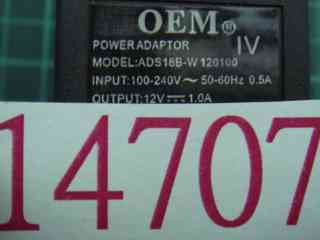 OEM®
POWER ADAPTOR IV
MODEL:ADS18B-W 120100
INPUT:100-240V~ 50-60Hz 0.5A
OUTPUT:12V⎓1.0A
14707